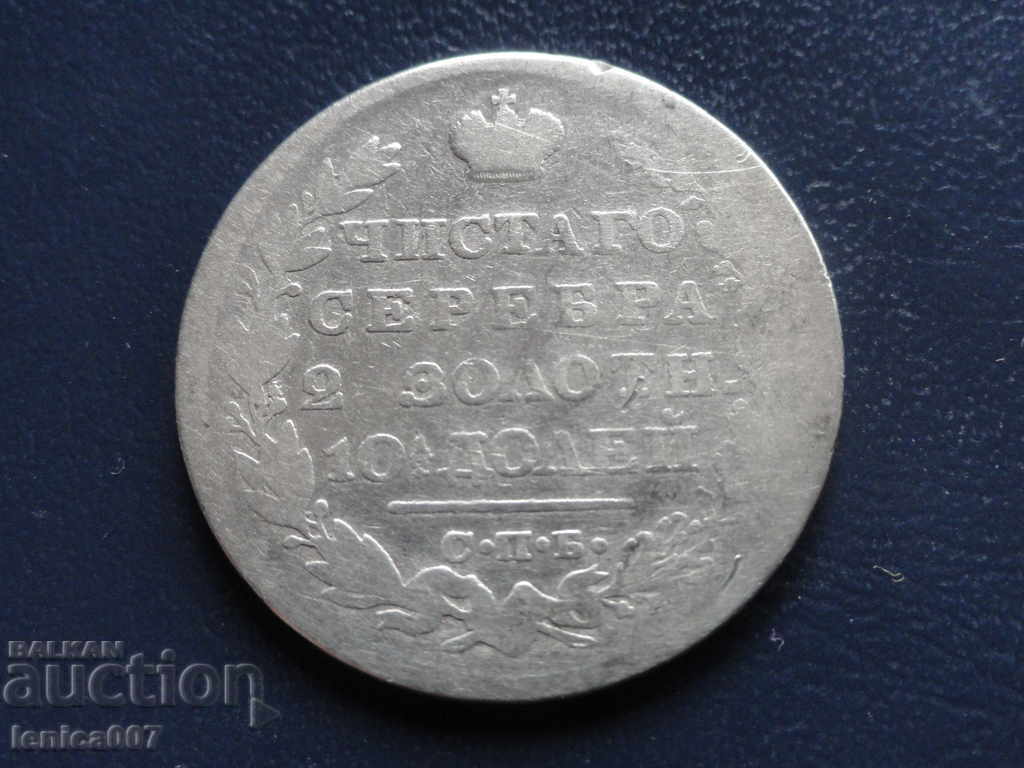 ЧИСТАГО
СЕРЕБРА
2 ЗОЛОТН.
10 ДОЛЕЙ
С·П·Б·
BALKAN
auction
lenica007